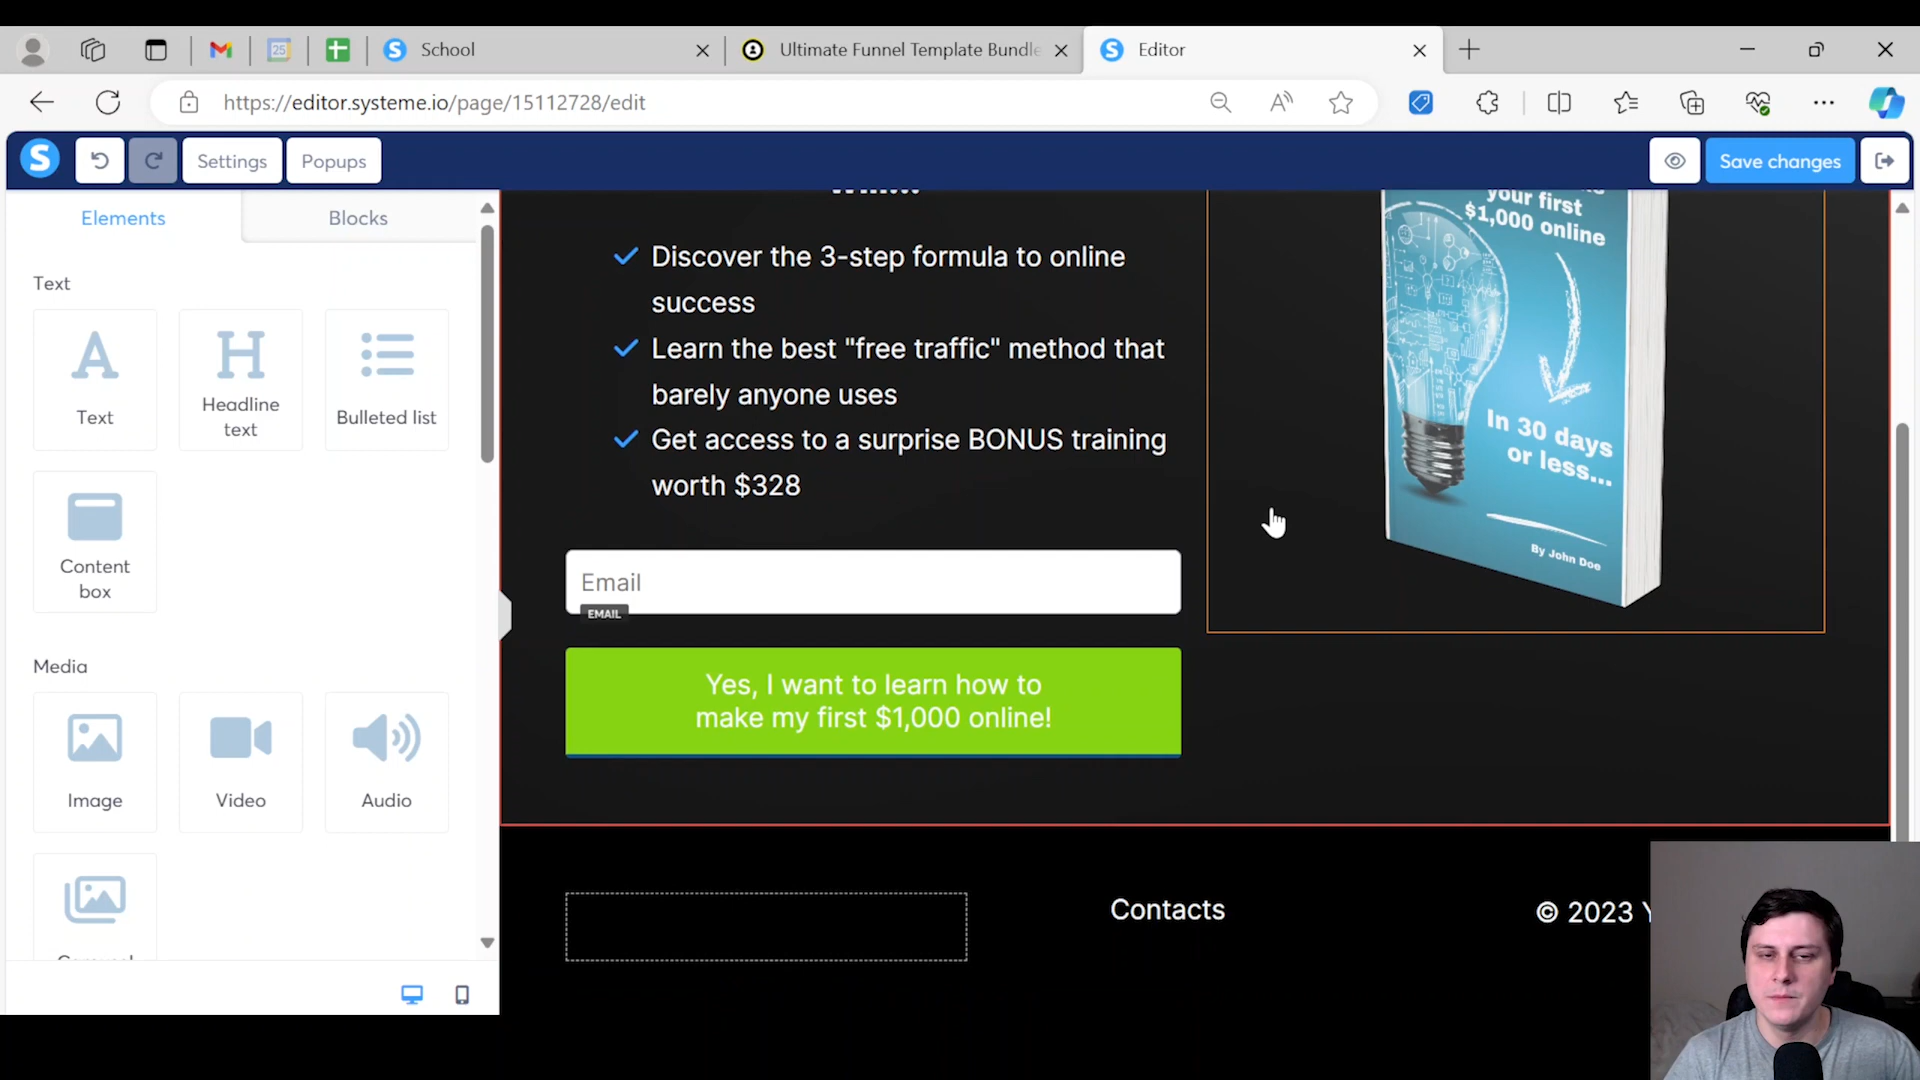 School
Ultimate Funnel Template Bundle
Editor
https://editor.systeme.io/page/15112728/edit
S
Settings
Popups
Save changes
Elements
Blocks
Text
Text
Headline
text
Bulleted list
Content
box
Media
Image
Video
Audio
Discover the 3-step formula to online
success
Learn the best "free traffic" method that
barely anyone uses
Get access to a surprise BONUS training
worth $328
Email
EMAIL
Yes, I want to learn how to
make my first $1,000 online!
your first
$1,000 online
In 30 days
or less...
By John Doe
Contacts
© 2023